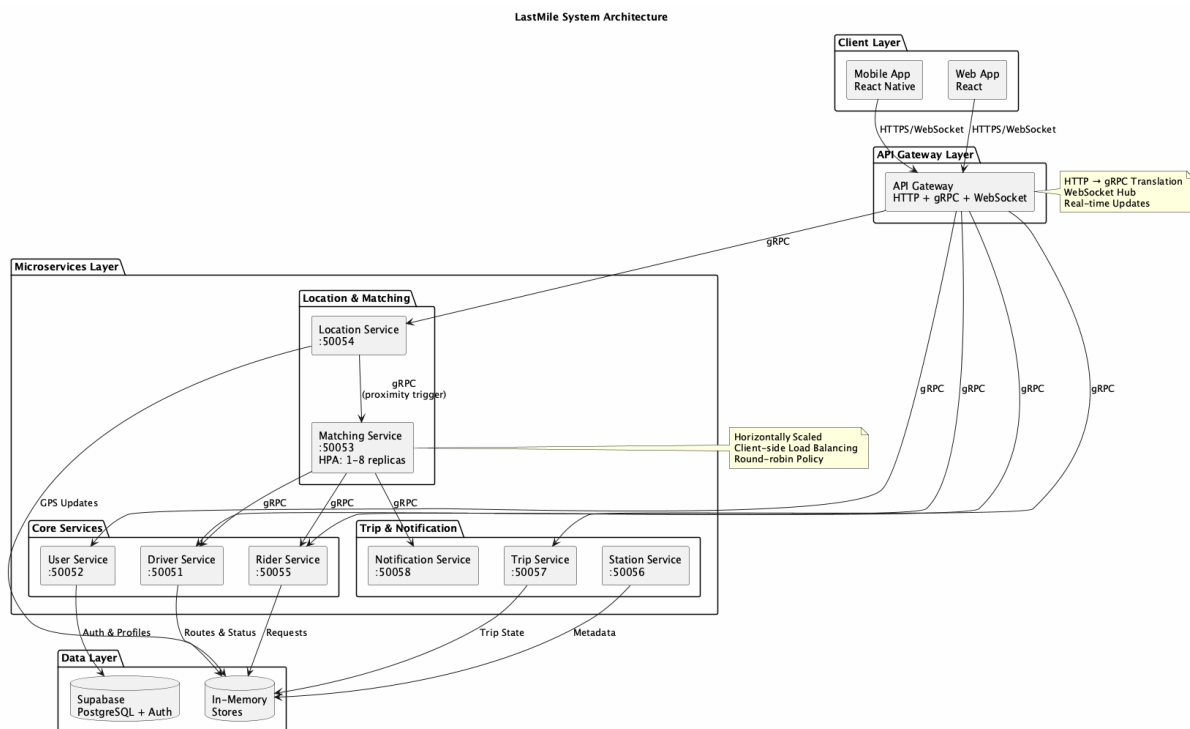 LastMile System Architecture
Client Layer
Mobile App
React Native
Web App
React
HTTPS/WebSocket
HTTPS/WebSocket
API Gateway Layer
API Gateway
HTTP + gRPC + WebSocket
HTTP → gRPC Translation
WebSocket Hub
Real-time Updates
gRPC
Microservices Layer
Location & Matching
Location Service
:50054
gRPC
(proximity trigger)
gRPC
gRPC
gRPC
gRPC
Matching Service
:50053
HPA: 1-8 replicas
Horizontally Scaled
Client-side Load Balancing
Round-robin Policy
GPS Updates
gRPC
gRPC
gRPC
Core Services
User Service
:50052
Driver Service
:50051
Rider Service
:50055
Trip & Notification
Notification Service
:50058
Trip Service
:50057
Station Service
:50056
Auth & Profiles
Routes & Status
Requests
Trip State
Metadata
Data Layer
Supabase
PostgreSQL + Auth
In-Memory
Stores